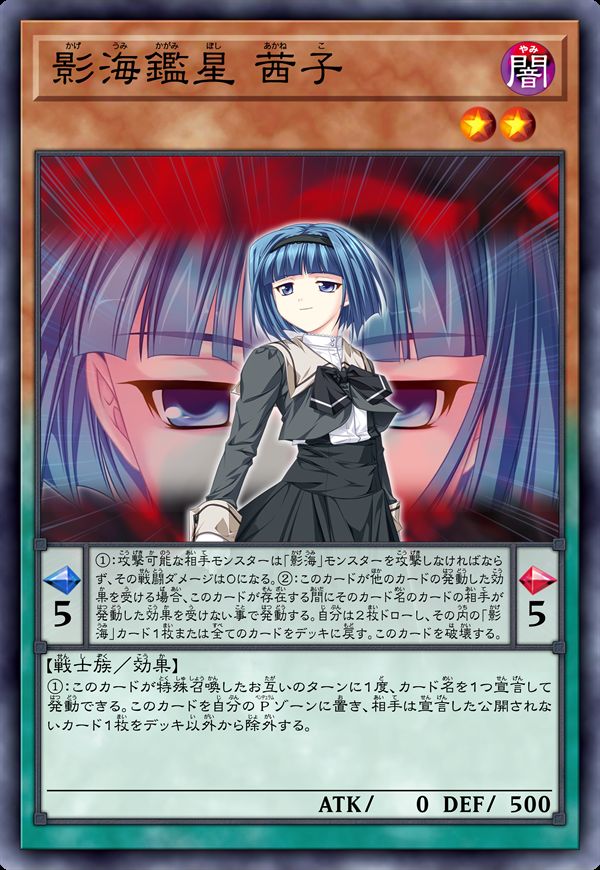 影海鑑星 茜子
闇
①:攻撃可能な相手モンスターは「影海」モンスターを攻撃しなければなら
ず、その戦闘ダメージは0になる。②:このカードが他のカードの発動した効
果を受ける場合、このカードが存在する間にそのカード名のカードの相手が
発動した効果を受けない事で発動する。自分は2枚ドローし、その内の「影
海」カード1枚または全てのカードをデッキに戻す。このカードを破壊する。
5
5
【戦士族／効果】
①:このカードが特殊召喚したお互いのターンに1度、カード名を1つ宣言して
発動できる。このカードを自分のPゾーンに置き、相手は宣言した公開されな
いカード1枚をデッキ以外から除外する。
ATK/ 0 DEF/ 500